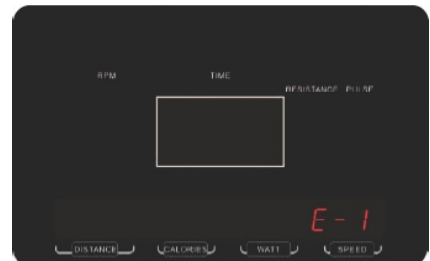 RPM TIME
RESISTANCE PULSE
E-1
DISTANCE CALORIES WATT SPEED